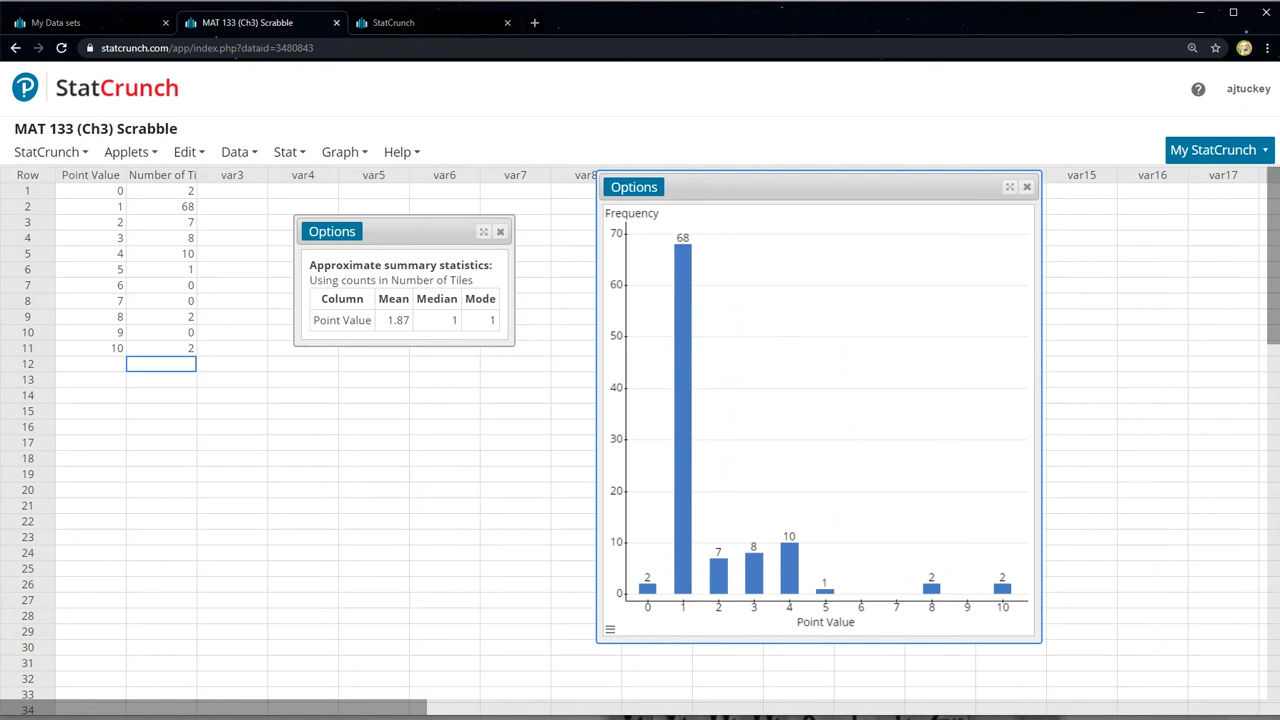 My Data sets
MAT 133 (Ch3) Scrabble
StatCrunch
statcrunch.com/app/index.php?dataid=3480843
StatCrunch
ajtuckey
MAT 133 (Ch3) Scrabble
StatCrunch Applets Edit Data Stat Graph Help
My StatCrunch
Row Point Value Number of Ti var3 var4 var5 var6 var7 var8 var15 var16 var17
1 0 2
2 1 68
3 2 7
4 3 8
5 4 10
6 5 1
7 6 0
8 7 0
9 8 2
10 9 0
11 10 2
12
13
14
15
16
17
18
19
20
21
22
23
24
25
26
27
28
29
30
31
32
33
34
Options
Approximate summary statistics:
Using counts in Number of Tiles
Column Mean Median Mode
Point Value 1.87 1 1
Options
Frequency
70
60
50
40
30
20
10
0
2 68 7 8 10 1 2 2
0 1 2 3 4 5 6 7 8 9 10
Point Value